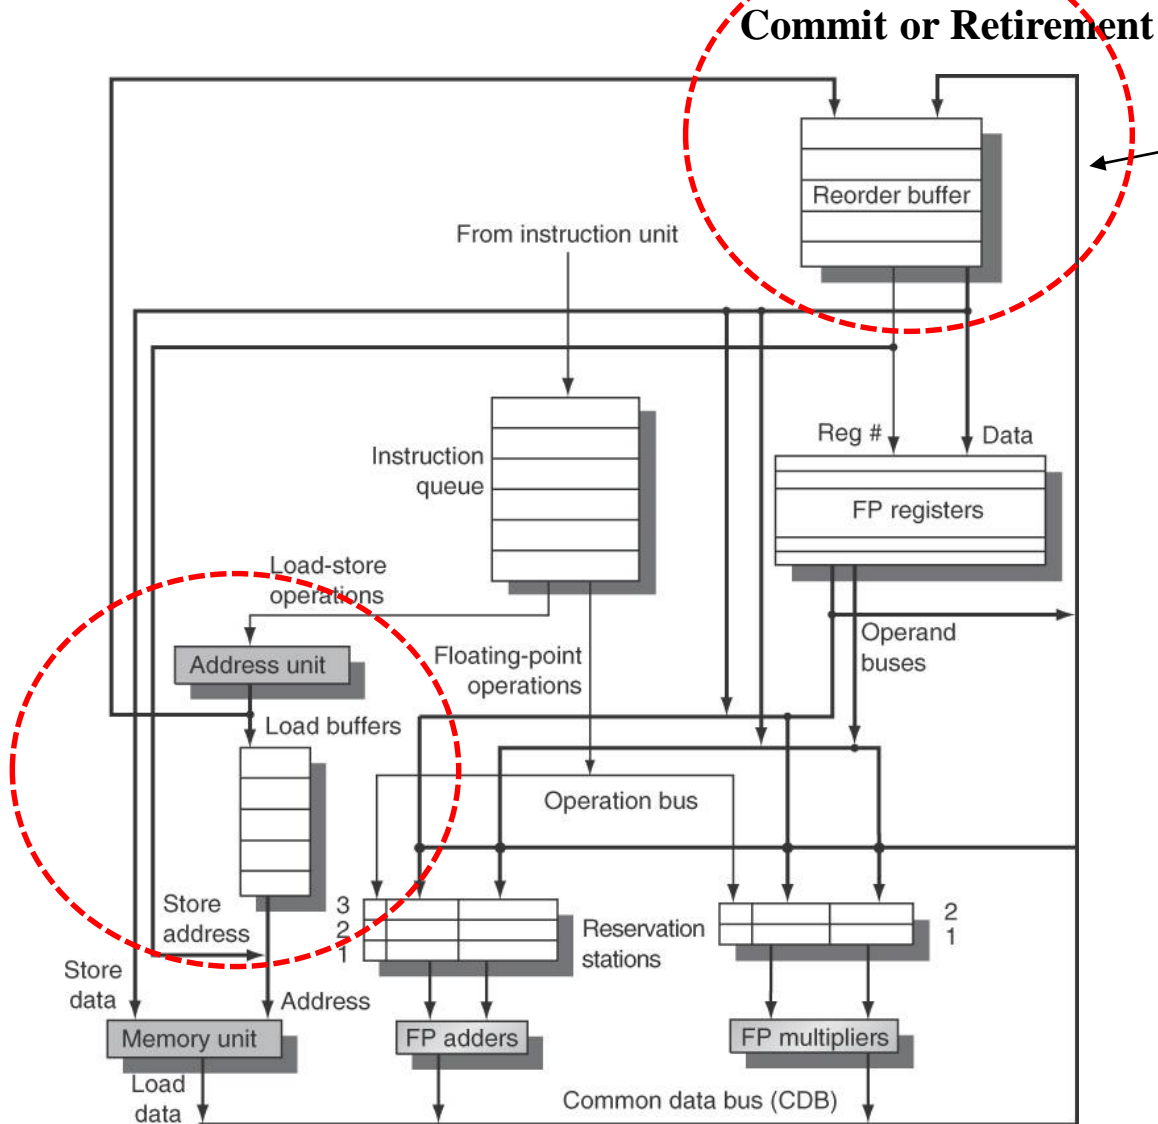 Commit or Retirement
Reorder buffer
From instruction unit
Reg #
Data
Instruction
queue
FP registers
Load-store
operations
Operand
buses
Address unit
Floating-point
operations
Load buffers
Operation bus
Store
address
3
2
1
Reservation
stations
2
1
Store
data
Address
Memory unit
FP adders
FP multipliers
Load
data
Common data bus (CDB)